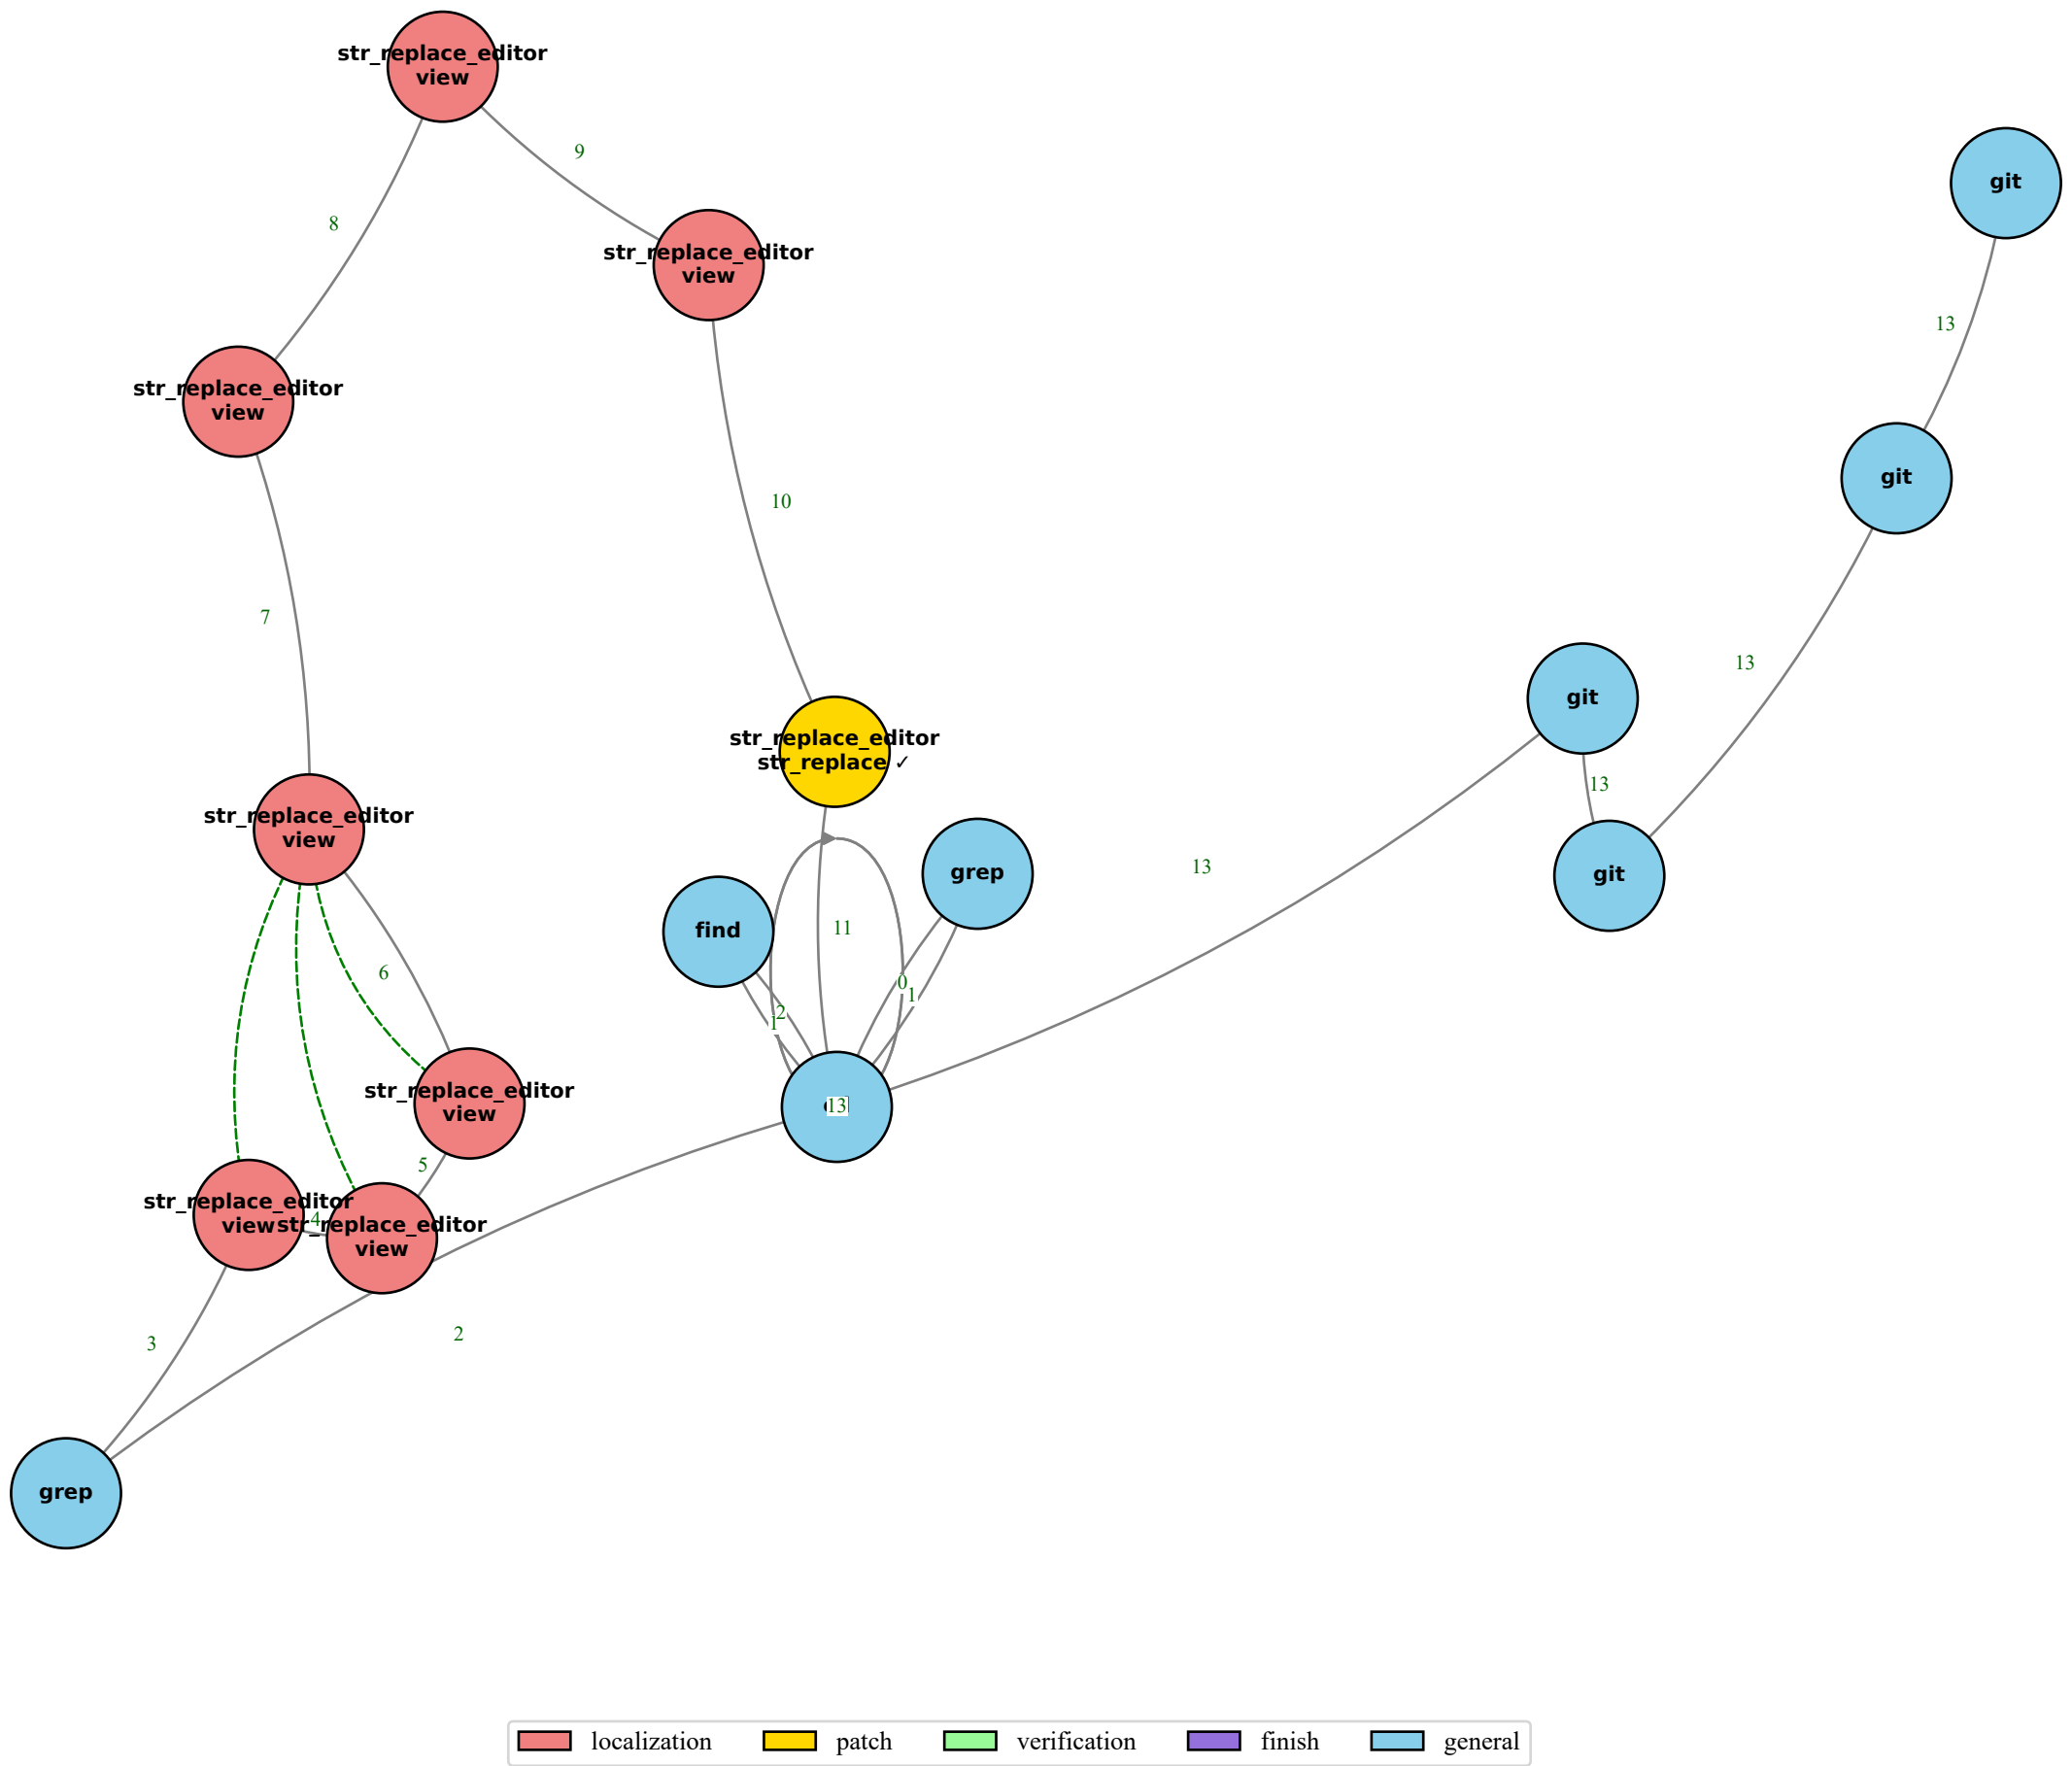 str_replace_editor
view
9
git
8
str_replace_editor
view
13
str_replace_editor
view
git
10
7
13
git
str_replace_editor
str_replace ✓
13
str_replace_editor
view
13
grep
git
find
11
6
0
1
2
1
str_replace_editor
view
13
5
str_replace_editor
view
4
str_replace_editor
view
3
2
grep
localization
patch
verification
finish
general